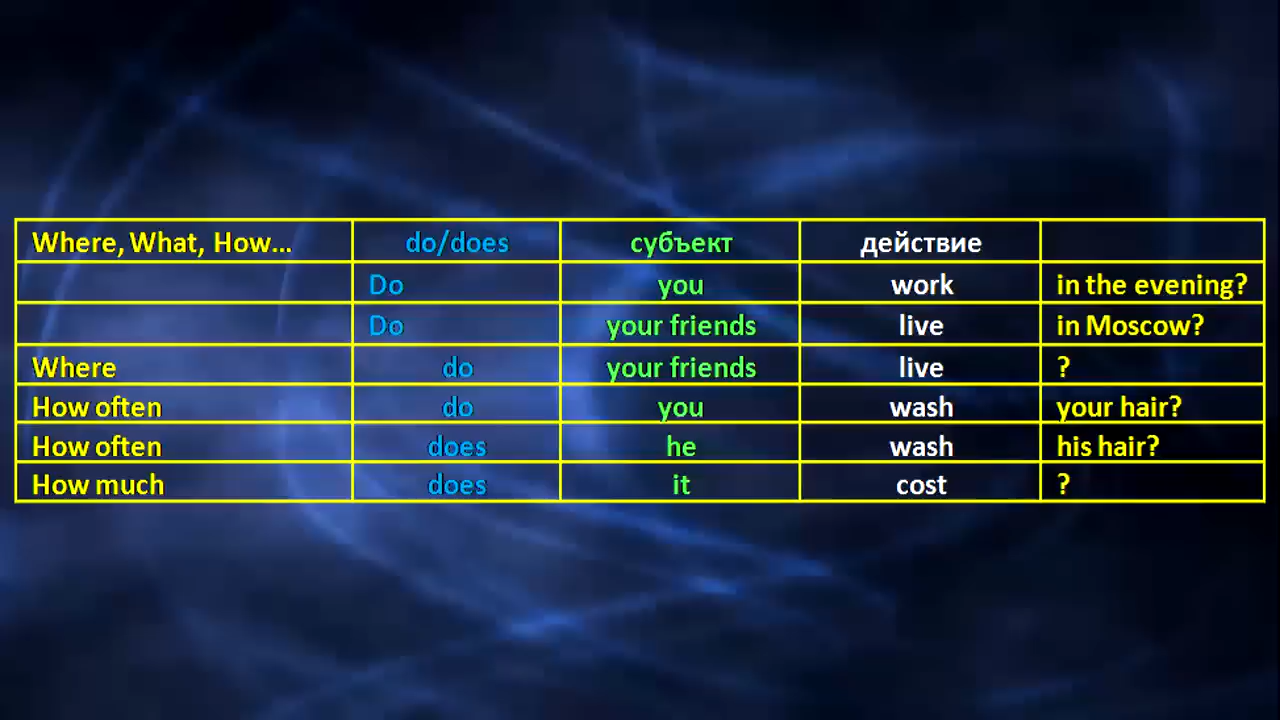 Where, What, How... do/does субъект действие
Do you work in the evening?
Do your friends live in Moscow?
Where do your friends live ?
How often do you wash your hair?
How often does he wash his hair?
How much does it cost ?